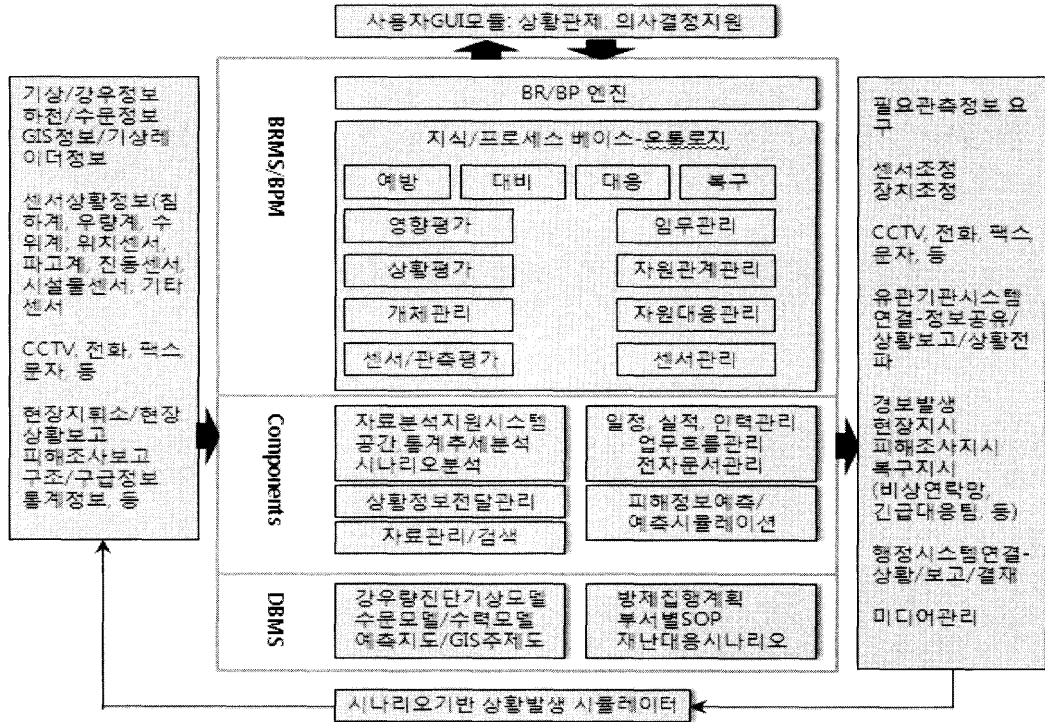 사용자GUI모듈: 상황관제, 의사결정지원
기상/강우정보
하천/수문정보
GIS정보/기상레
이더정보
센서상황정보(침
하계, 우량계, 수
위계, 위치센서,
파고계, 진동센서,
시설물센서, 기타
센서
CCTV, 전화, 팩스
문자, 등
현장지휘소/현장
상황보고
피해조사보고
구조/구급정보
통계정보, 등
BRMS/BPM
BR/BP 엔진
지식/프로세스 베이스-온톨로지
예방
대비
대응
복구
영향평가
임무관리
상황평가
자원관계관리
개체관리
자원대응관리
센서/관측평가
센서관리
Components
자료분석지원시스템
공간 통계추세분석
시나리오분석
일정, 실적, 인력관리
업무흐름관리
전자문서관리
상황정보전달관리
피해정보예측/
예측시뮬레이션
자료관리/검색
DBMS
강우량진단기상모델
수문모델/수력모델
예측지도/GIS주제도
방제집행계획
부서별SOP
재난대응시나리오
필요관측정보 요
구
센서조정
장치조정
CCTV, 전화, 팩스
문자, 등
유관기관시스템
연결-정보공유/
상황보고/상황전
파
경보발생
현장지시
피해조사지시
복구지시
(비상연락망,
긴급대응팀, 등)
행정시스템연결-
상황/보고/결재
미디어관리
시나리오기반 상황발생 시뮬레이터